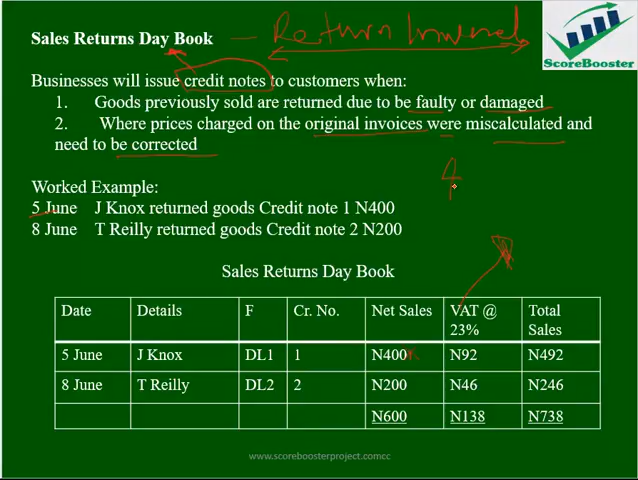 Sales Returns Day Book — Return Inward
ScoreBooster
Businesses will issue credit notes to customers when:
1. Goods previously sold are returned due to be faulty or damaged
2. Where prices charged on the original invoices were miscalculated and
need to be corrected
4
Worked Example:
5 June J Knox returned goods Credit note 1 N400
8 June T Reilly returned goods Credit note 2 N200
Sales Returns Day Book
Date Details F Cr. No. Net Sales VAT @ 23% Total Sales
5 June J Knox DL1 1 N400 N92 N492
8 June T Reilly DL2 2 N200 N46 N246
N600 N138 N738
www.scoreboosterproject.comcc